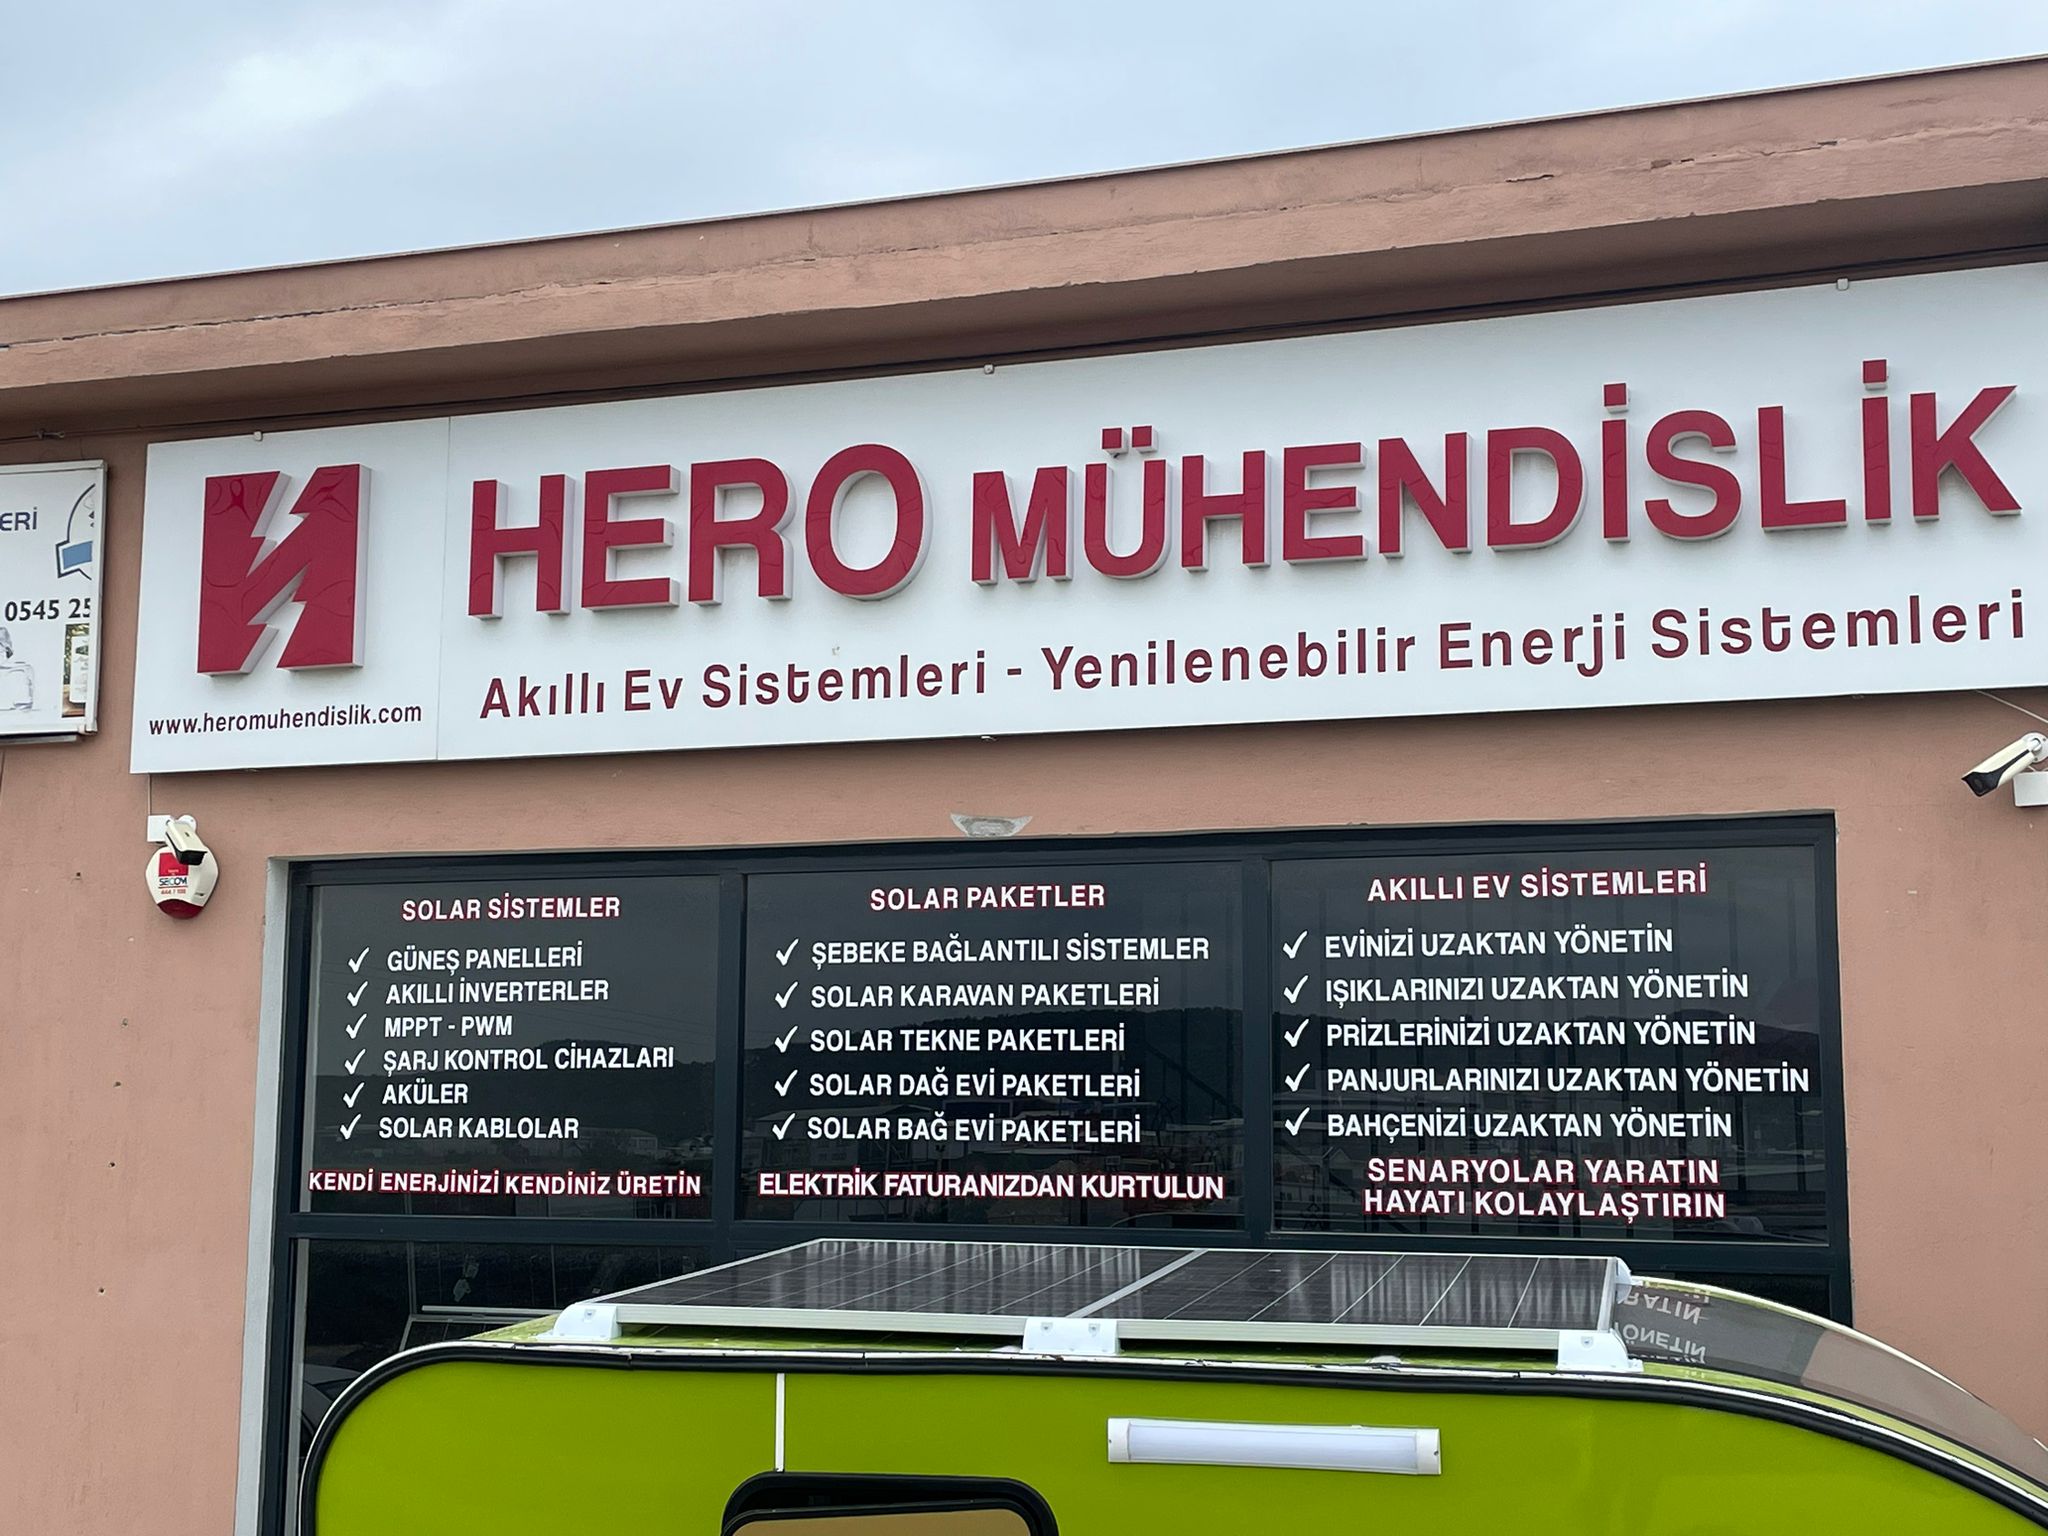 HERO MÜHENDİSLİK
Akıllı Ev Sistemleri - Yenilenebilir Enerji Sistemleri
www.heromuhendislik.com
ERİ
0545 25
SECOM
SOLAR SİSTEMLER
✓ GÜNEŞ PANELLERİ
✓ AKILLI İNVERTERLER
✓ MPPT - PWM
✓ ŞARJ KONTROL CİHAZLARI
✓ AKÜLER
✓ SOLAR KABLOLAR
KENDİ ENERJİNİZİ KENDİNİZ ÜRETİN
SOLAR PAKETLER
✓ ŞEBEKE BAĞLANTILI SİSTEMLER
✓ SOLAR KARAVAN PAKETLERİ
✓ SOLAR TEKNE PAKETLERİ
✓ SOLAR DAĞ EVİ PAKETLERİ
✓ SOLAR BAĞ EVİ PAKETLERİ
ELEKTRİK FATURANIZDAN KURTULUN
AKILLI EV SİSTEMLERİ
✓ EVİNİZİ UZAKTAN YÖNETİN
✓ IŞIKLARINIZI UZAKTAN YÖNETİN
✓ PRİZLERİNİZİ UZAKTAN YÖNETİN
✓ PANJURLARINIZI UZAKTAN YÖNETİN
✓ BAHÇENİZİ UZAKTAN YÖNETİN
SENARYOLAR YARATIN
HAYATI KOLAYLAŞTIRIN